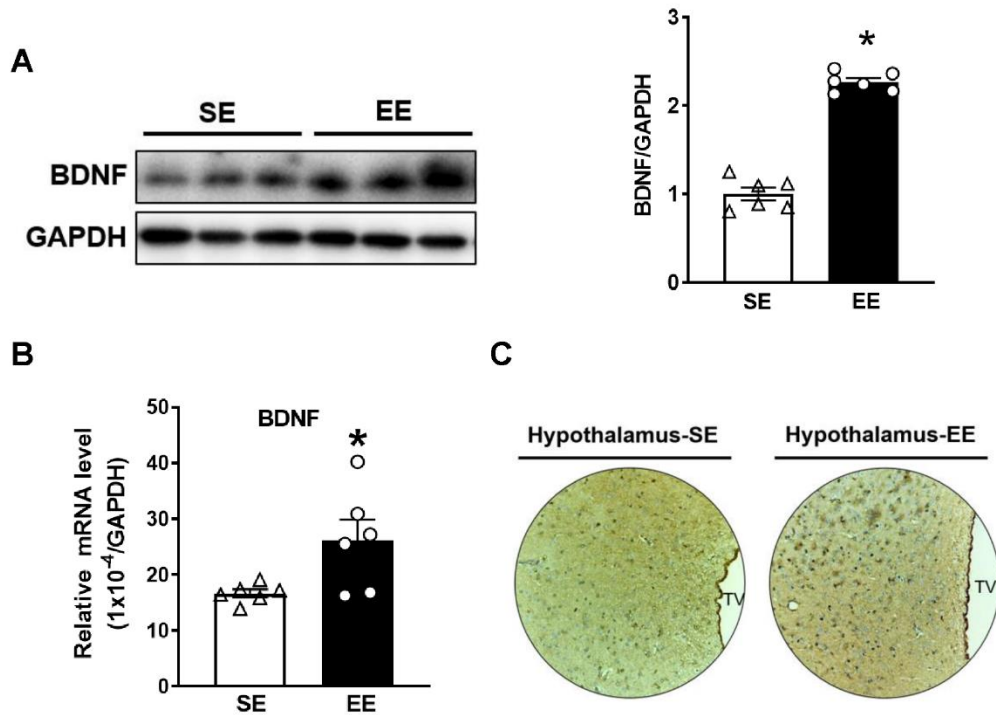 A
SE EE
BDNF
GAPDH
BDNF/GAPDH
3
2
1
0
*
SE EE
B
Relative mRNA level
(1x10⁻⁴/GAPDH)
50
40
30
20
10
0
BDNF
*
SE EE
C
Hypothalamus-SE Hypothalamus-EE
TV TV